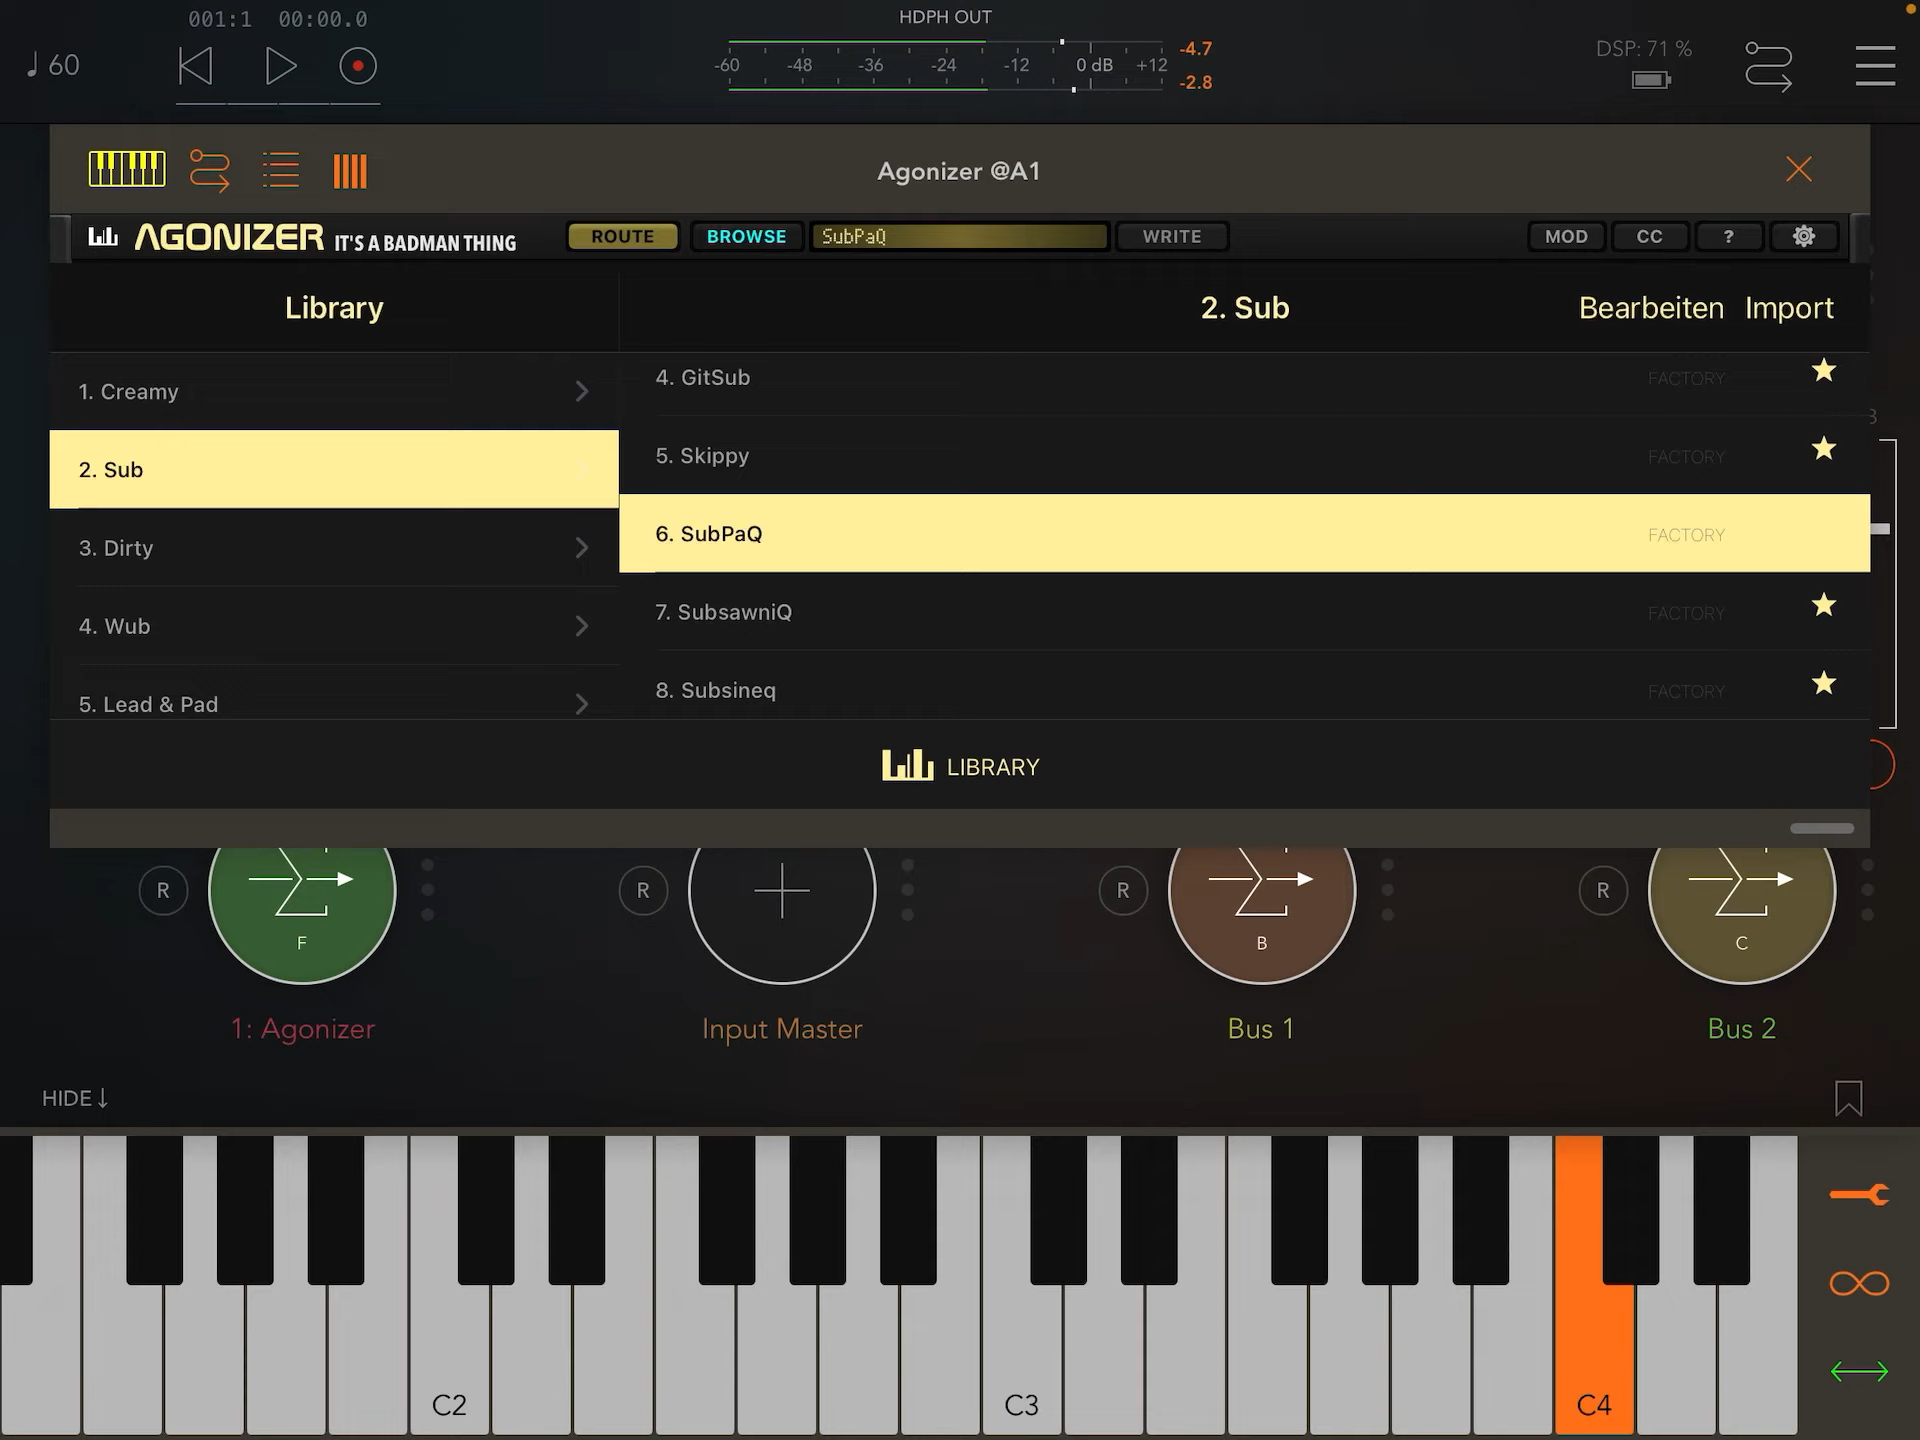 001:1 00:00.0
HDPH OUT
♩60
-60 -48 -36 -24 -12 0 dB +12
-4.7
-2.8
DSP: 71 %
Agonizer @A1
AGONIZER IT'S A BADMAN THING
ROUTE
BROWSE
SubPaQ
WRITE
MOD
CC
?
Library
2. Sub
Bearbeiten
Import
1. Creamy
2. Sub
3. Dirty
4. Wub
5. Lead & Pad
4. GitSub FACTORY
5. Skippy FACTORY
6. SubPaQ FACTORY
7. SubsawniQ FACTORY
8. Subsineq FACTORY
LIBRARY
R
F
R
R
B
R
C
1: Agonizer
Input Master
Bus 1
Bus 2
HIDE↓
C2
C3
C4